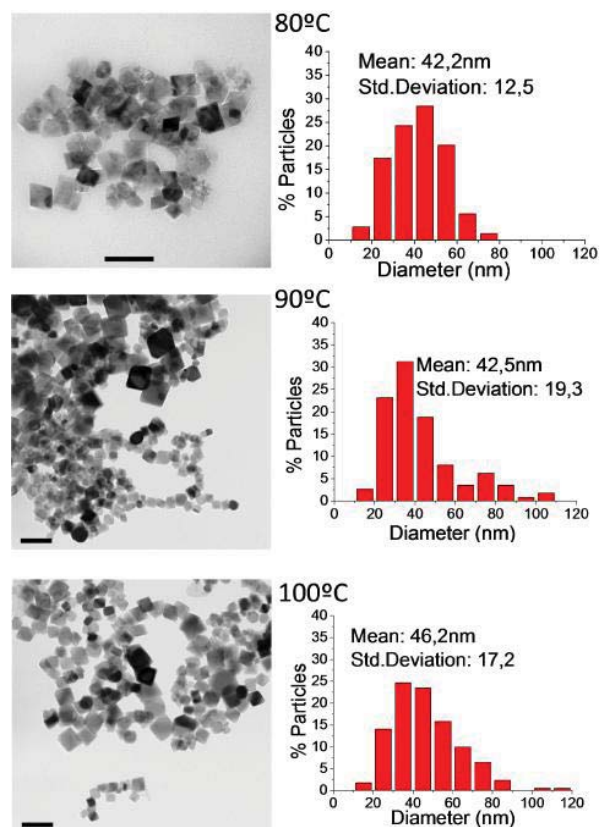 80ºC
Mean: 42,2nm
Std.Deviation: 12,5
% Particles
40
35
30
25
20
15
10
5
0
0 20 40 60 80 100 120
Diameter (nm)
90ºC
Mean: 42,5nm
Std.Deviation: 19,3
% Particles
40
35
30
25
20
15
10
5
0
0 20 40 60 80 100 120
Diameter (nm)
100ºC
Mean: 46,2nm
Std.Deviation: 17,2
% Particles
40
35
30
25
20
15
10
5
0
0 20 40 60 80 100 120
Diameter (nm)